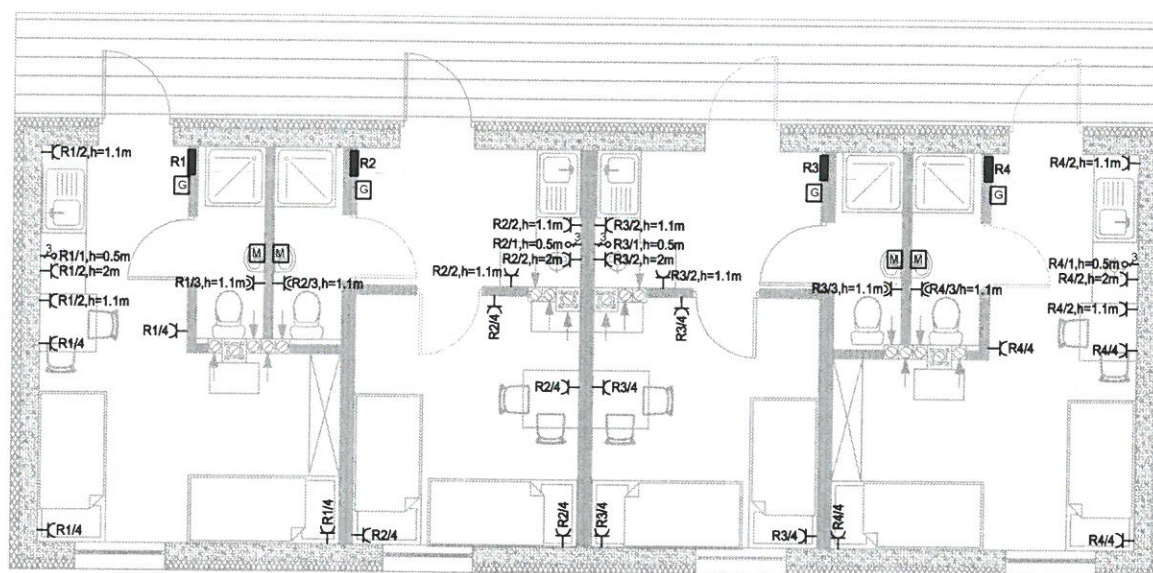 R1/2,h=1.1m
R1
R2
R3
R4
R4/2,h=1.1m
G
G
G
G
R2/2,h=1.1m
R3/2,h=1.1m
3
R1/1,h=0.5m
R1/2,h=2m
M
M
R2/1,h=0.5m
3
3
R3/1,h=0.5m
R2/2,h=2m
R3/2,h=2m
M
M
R4/1,h=0.5m
3
R4/2,h=2m
R1/3,h=1.1m
R2/3,h=1.1m
R2/2,h=1.1m
R3/2,h=1.1m
R3/3,h=1.1m
R4/3/h=1.1m
R1/2,h=1.1m
R4/2,h=1.1m
R1/4
R1/4
R2/4
R3/4
R4/4
R4/4
R2/4
R3/4
R1/4
R1/4
R2/4
R2/4
R3/4
R3/4
R4/4
R4/4